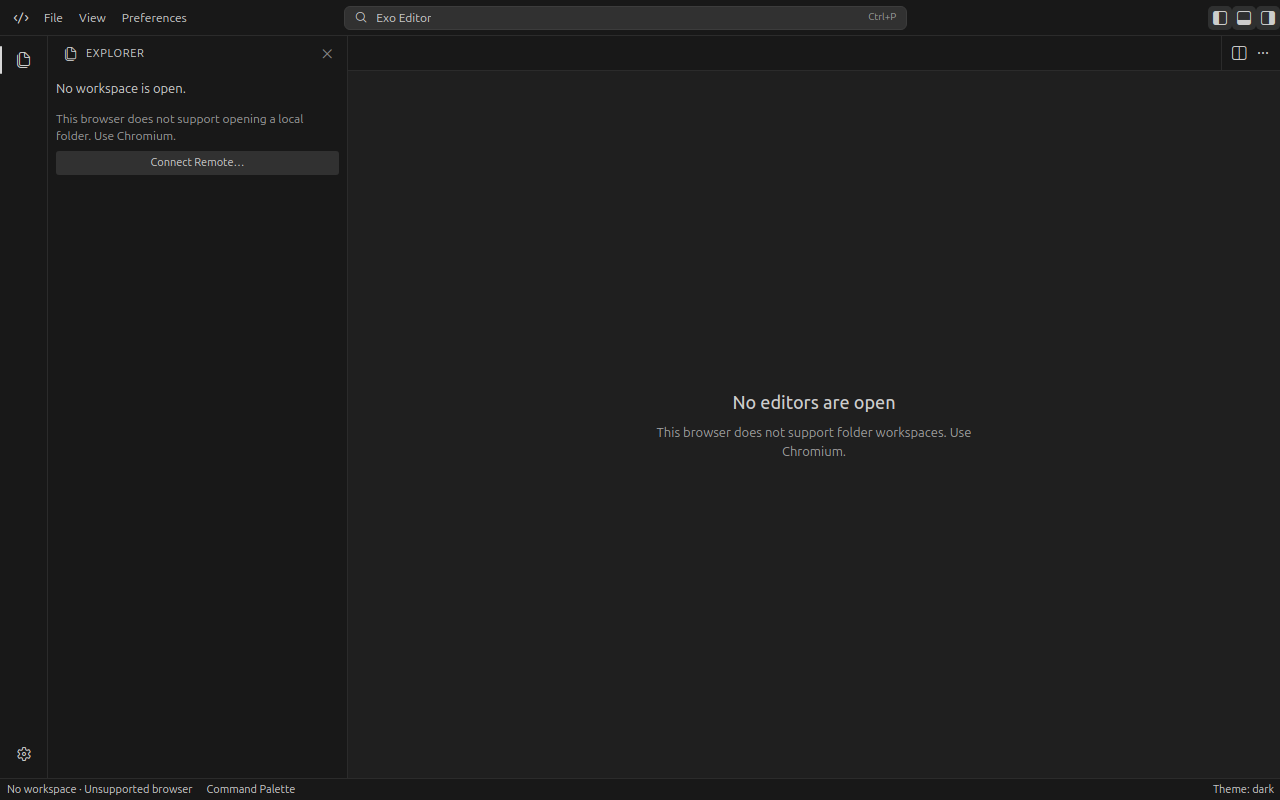 File View Preferences
Exo Editor Ctrl+P
EXPLORER
No workspace is open.
This browser does not support opening a local
folder. Use Chromium.
Connect Remote…
No editors are open
This browser does not support folder workspaces. Use
Chromium.
No workspace · Unsupported browser Command Palette
Theme: dark